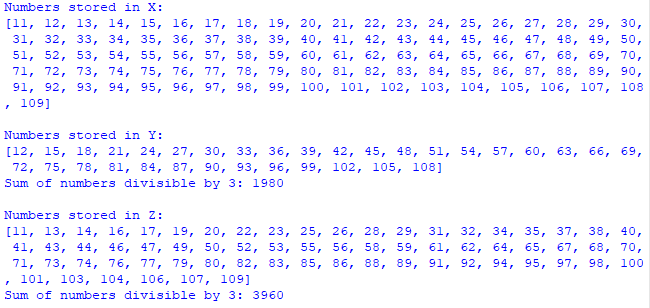 Numbers stored in X:
[11, 12, 13, 14, 15, 16, 17, 18, 19, 20, 21, 22, 23, 24, 25, 26, 27, 28, 29, 30,
31, 32, 33, 34, 35, 36, 37, 38, 39, 40, 41, 42, 43, 44, 45, 46, 47, 48, 49, 50,
51, 52, 53, 54, 55, 56, 57, 58, 59, 60, 61, 62, 63, 64, 65, 66, 67, 68, 69, 70,
71, 72, 73, 74, 75, 76, 77, 78, 79, 80, 81, 82, 83, 84, 85, 86, 87, 88, 89, 90,
91, 92, 93, 94, 95, 96, 97, 98, 99, 100, 101, 102, 103, 104, 105, 106, 107, 108
, 109]
Numbers stored in Y:
[12, 15, 18, 21, 24, 27, 30, 33, 36, 39, 42, 45, 48, 51, 54, 57, 60, 63, 66, 69,
72, 75, 78, 81, 84, 87, 90, 93, 96, 99, 102, 105, 108]
Sum of numbers divisible by 3: 1980
Numbers stored in Z:
[11, 13, 14, 16, 17, 19, 20, 22, 23, 25, 26, 28, 29, 31, 32, 34, 35, 37, 38, 40,
41, 43, 44, 46, 47, 49, 50, 52, 53, 55, 56, 58, 59, 61, 62, 64, 65, 67, 68, 70,
71, 73, 74, 76, 77, 79, 80, 82, 83, 85, 86, 88, 89, 91, 92, 94, 95, 97, 98, 100
, 101, 103, 104, 106, 107, 109]
Sum of numbers divisible by 3: 3960